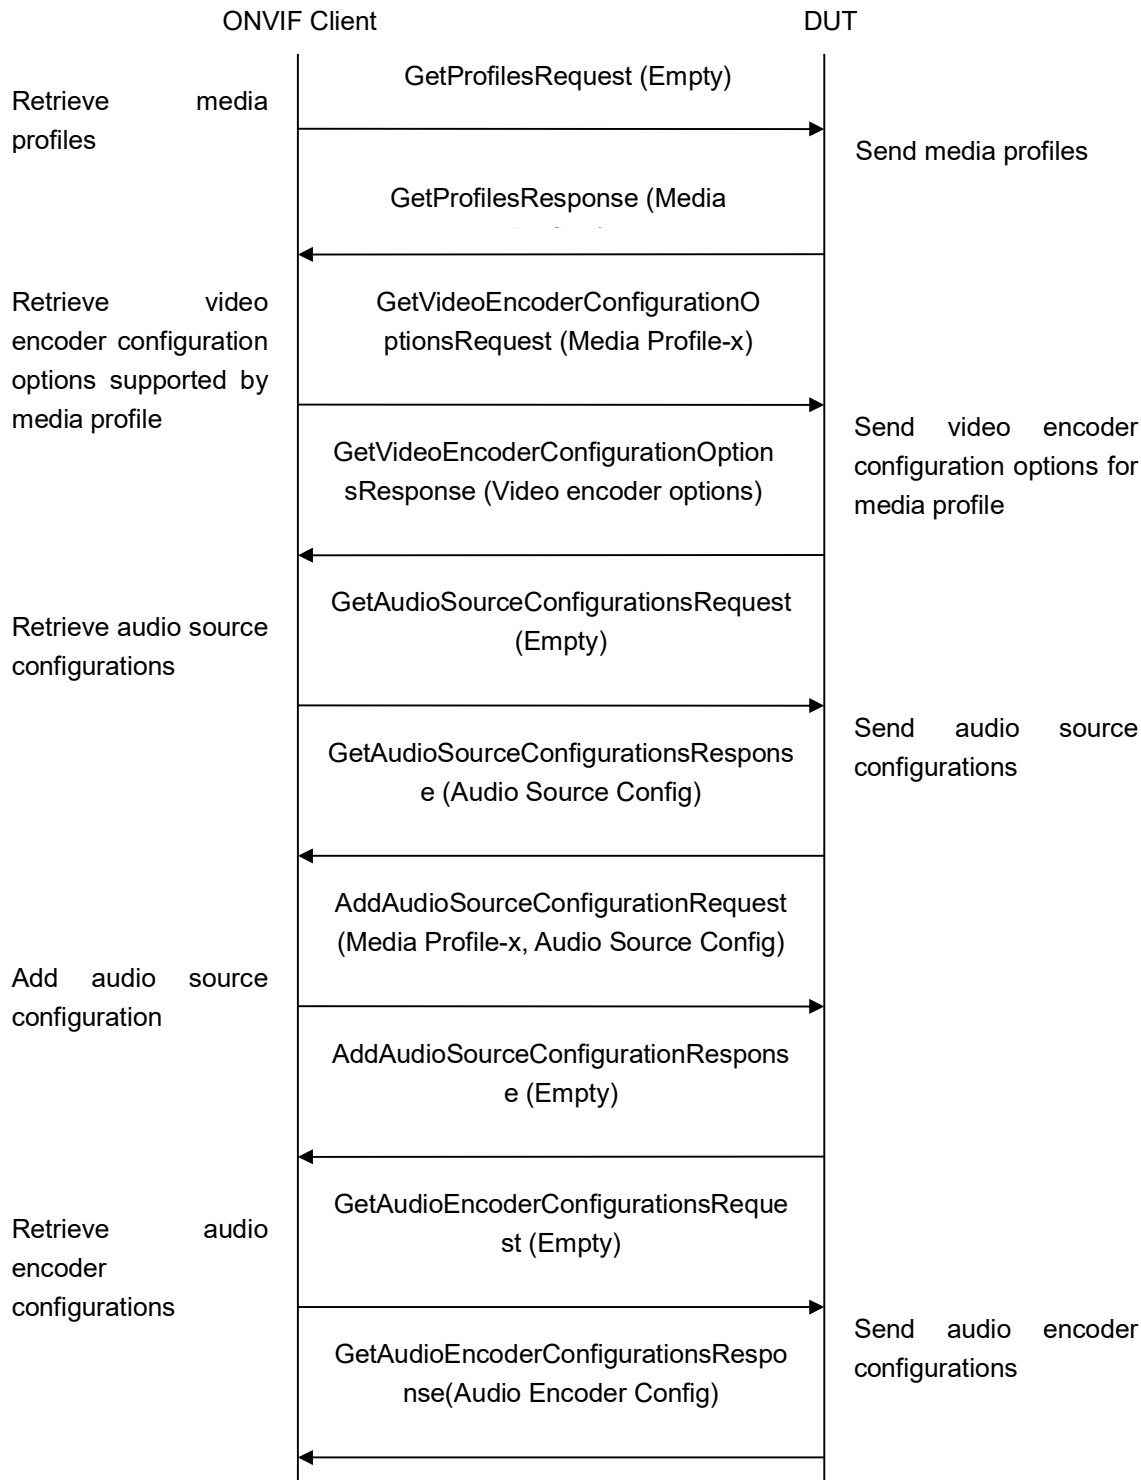 ONVIF Client
DUT
GetProfilesRequest (Empty)
Retrieve media
profiles
Send media profiles
GetProfilesResponse (Media
Retrieve video
encoder configuration
options supported by
media profile
GetVideoEncoderConfigurationO
ptionsRequest (Media Profile-x)
Send video encoder
configuration options for
media profile
GetVideoEncoderConfigurationOption
sResponse (Video encoder options)
GetAudioSourceConfigurationsRequest
(Empty)
Retrieve audio source
configurations
Send audio source
configurations
GetAudioSourceConfigurationsRespons
e (Audio Source Config)
AddAudioSourceConfigurationRequest
(Media Profile-x, Audio Source Config)
Add audio source
configuration
AddAudioSourceConfigurationRespons
e (Empty)
GetAudioEncoderConfigurationsReque
st (Empty)
Retrieve audio
encoder
configurations
Send audio encoder
configurations
GetAudioEncoderConfigurationsRespo
nse(Audio Encoder Config)